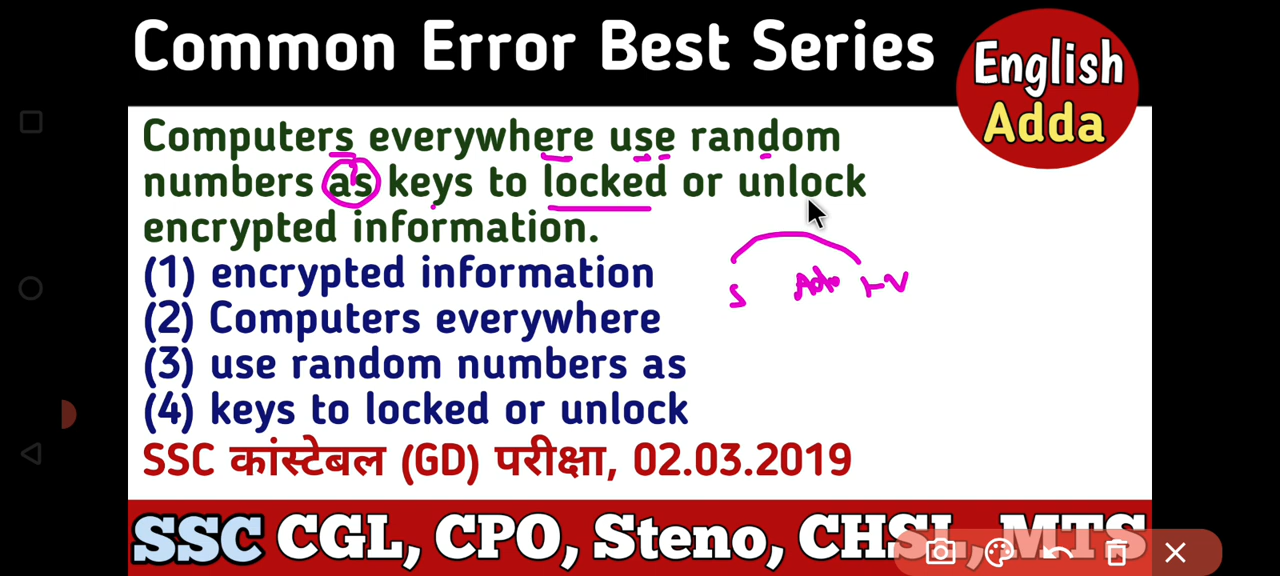 Common Error Best Series
English
Adda
Computers everywhere use random
numbers as keys to locked or unlock
encrypted information.
(1) encrypted information
(2) Computers everywhere
(3) use random numbers as
(4) keys to locked or unlock
SSC कांस्टेबल (GD) परीक्षा, 02.03.2019
SSC CGL, CPO, Steno, CHSL, MTS